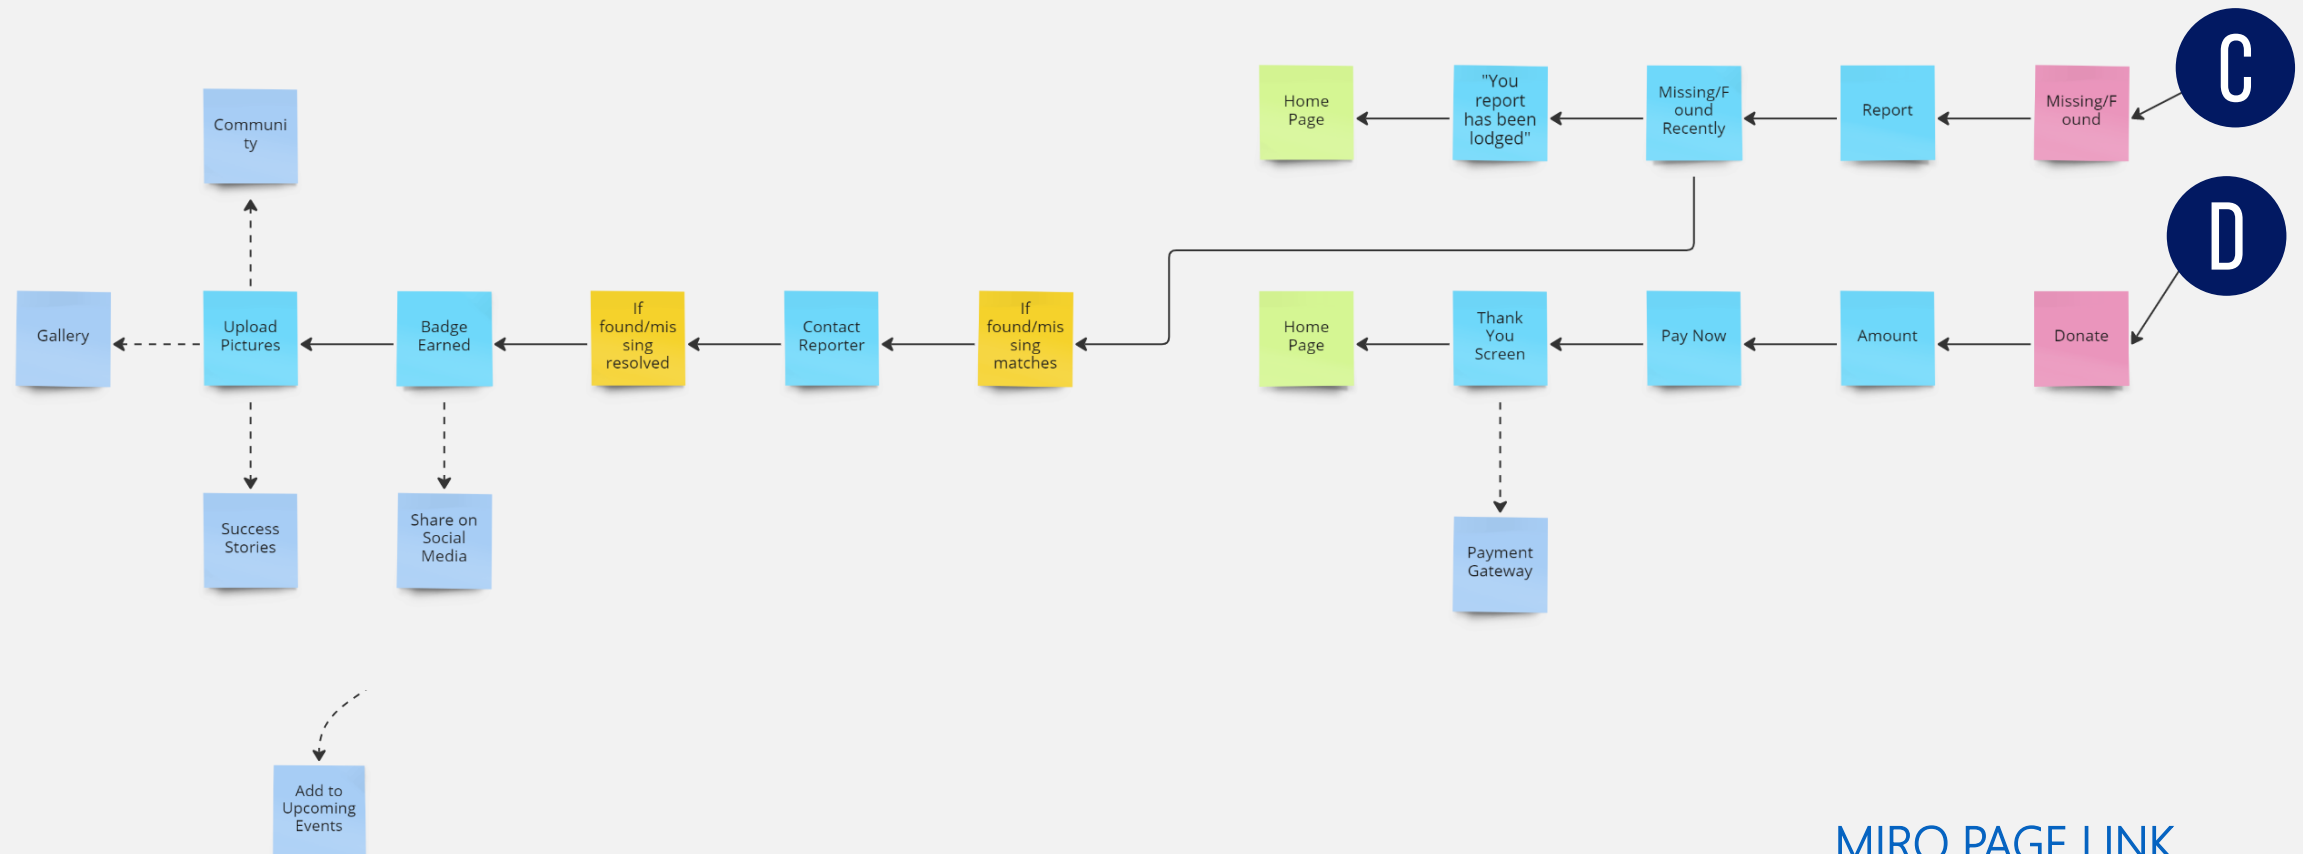 C
Home
Page
"You
report
has been
lodged"
Missing/F
ound
Recently
Report
Missing/F
ound
Communi
ty
D
Gallery
Upload
Pictures
Badge
Earned
If
found/mis
sing
resolved
Contact
Reporter
If
found/mis
sing
matches
Home
Page
Thank
You
Screen
Pay Now
Amount
Donate
Success
Stories
Share on
Social
Media
Payment
Gateway
Add to
Upcoming
Events
MIRO PAGE LINK